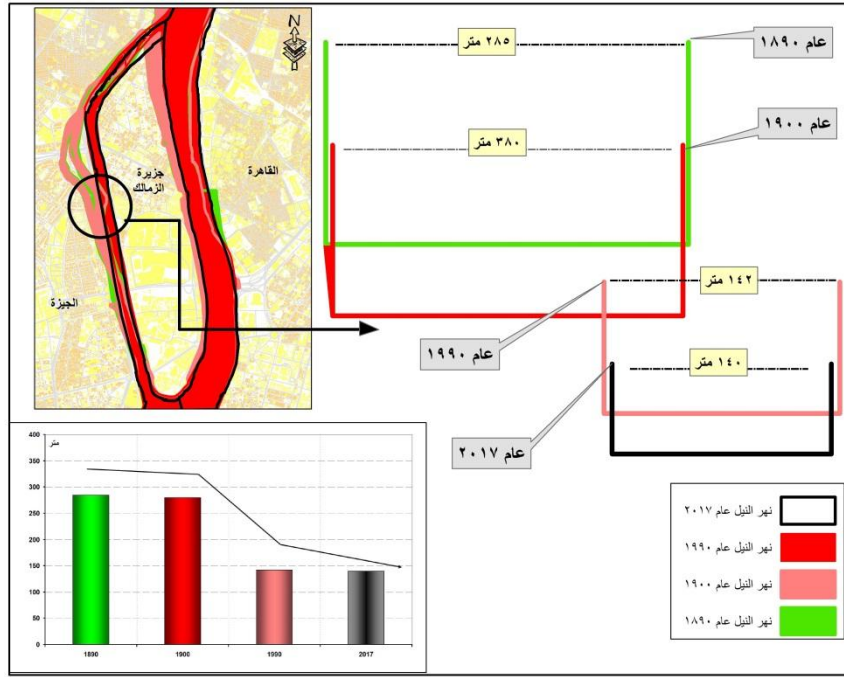 N
القاهرة
جزيرة
الزمالك
الجيزة
٢٨٥ متر
عام ١٨٩٠
٣٨٠ متر
عام ١٩٠٠
١٤٢ متر
عام ١٩٩٠
١٤٠ متر
عام ٢٠١٧
متر
400
350
300
250
200
150
100
50
0
1890
1900
1990
2017
نهر النيل عام ٢٠١٧
نهر النيل عام ١٩٩٠
نهر النيل عام ١٩٠٠
نهر النيل عام ١٨٩٠